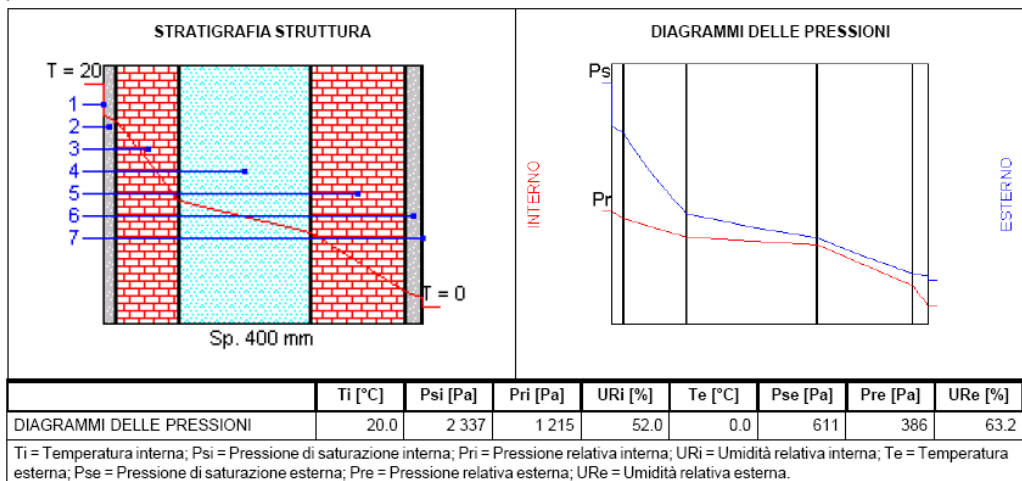 STRATIGRAFIA STRUTTURA
T = 20
1
2
3
4
5
6
7
T = 0
Sp. 400 mm
DIAGRAMMI DELLE PRESSIONI
Ps
Pr
INTERNO
ESTERNO
Ti [°C] Psi [Pa] Pri [Pa] URi [%] Te [°C] Pse [Pa] Pre [Pa] URe [%]
DIAGRAMMI DELLE PRESSIONI 20.0 2 337 1 215 52.0 0.0 611 386 63.2
Ti = Temperatura interna; Psi = Pressione di saturazione interna; Pri = Pressione relativa interna; URi = Umidità relativa interna; Te = Temperatura
esterna; Pse = Pressione di saturazione esterna; Pre = Pressione relativa esterna; URe = Umidità relativa esterna.